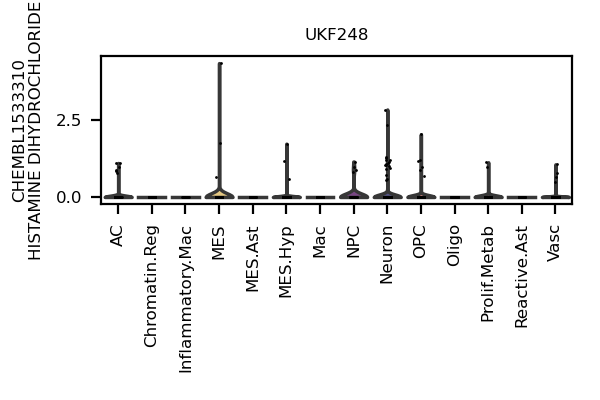 UKF248
CHEMBL1533310
HISTAMINE DIHYDROCHLORIDE
2.5
0.0
AC
Chromatin.Reg
Inflammatory.Mac
MES
MES.Ast
MES.Hyp
Mac
NPC
Neuron
OPC
Oligo
Prolif.Metab
Reactive.Ast
Vasc